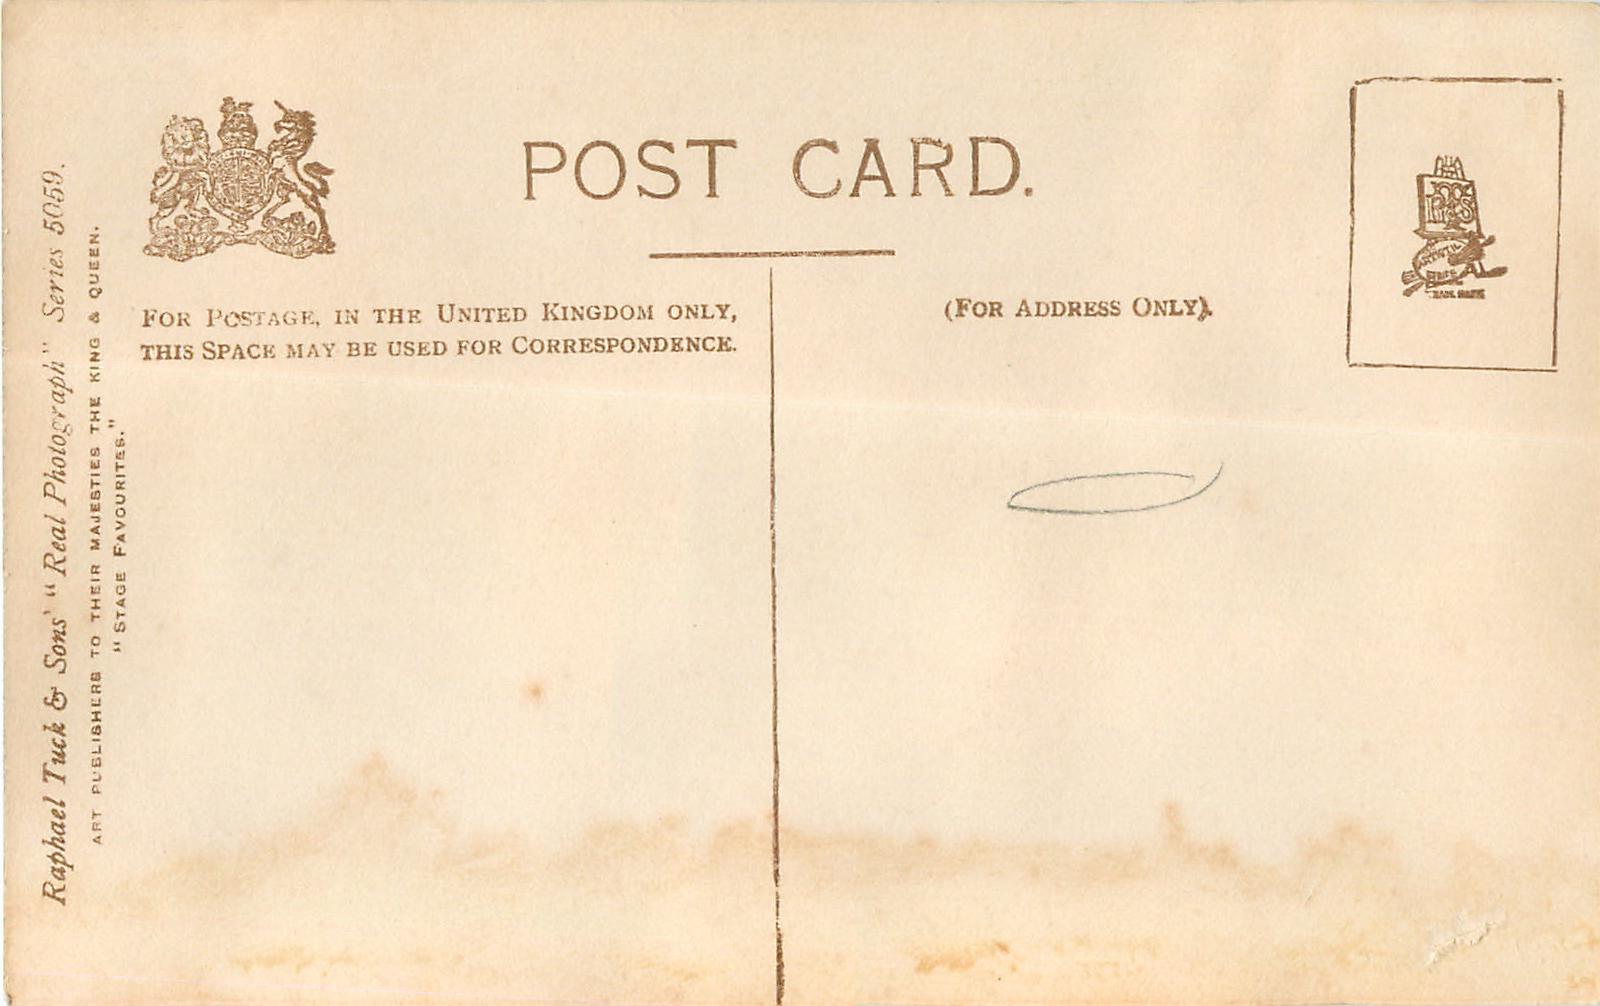 POST CARD.
FOR POSTAGE, IN THE UNITED KINGDOM ONLY,
THIS SPACE MAY BE USED FOR CORRESPONDENCE.
(FOR ADDRESS ONLY).
Raphael Tuck & Sons' "Real Photograph" Series 5059.
ART PUBLISHERS TO THEIR MAJESTIES THE KING & QUEEN.
"STAGE FAVOURITES."